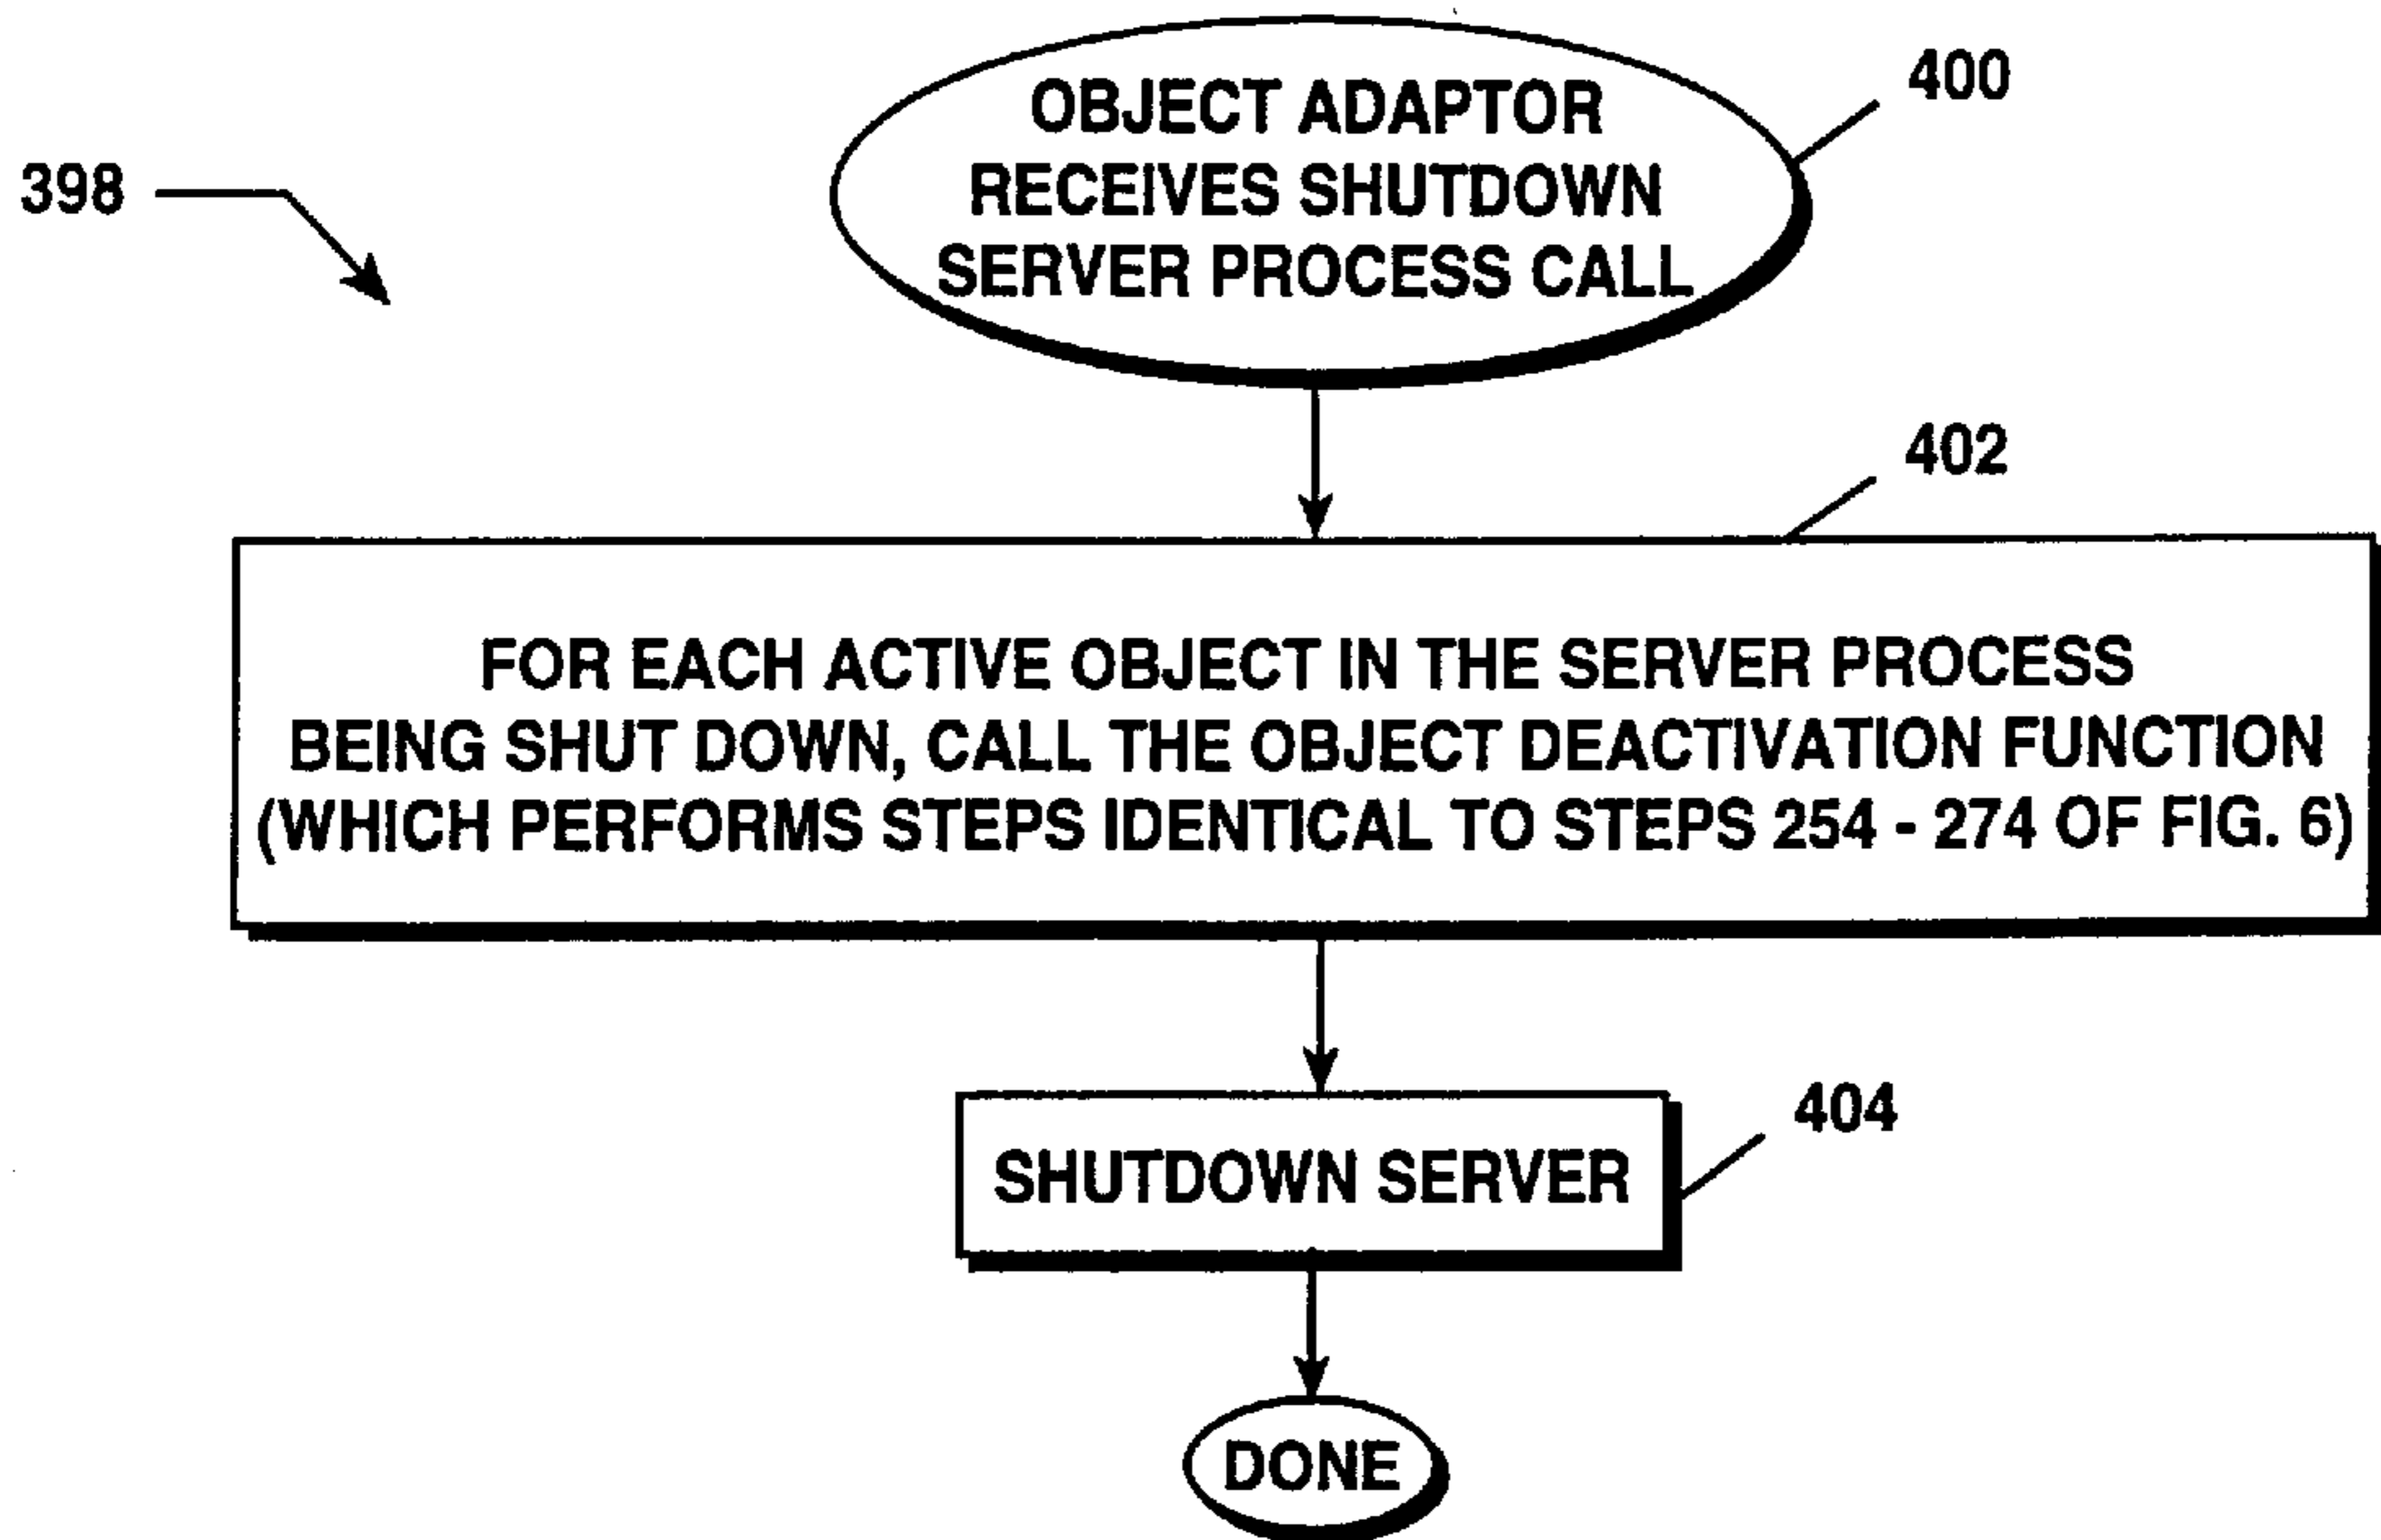 398
OBJECT ADAPTOR
RECEIVES SHUTDOWN
SERVER PROCESS CALL
400
402
FOR EACH ACTIVE OBJECT IN THE SERVER PROCESS
BEING SHUT DOWN, CALL THE OBJECT DEACTIVATION FUNCTION
(WHICH PERFORMS STEPS IDENTICAL TO STEPS 254 - 274 OF FIG. 6)
SHUTDOWN SERVER
404
DONE